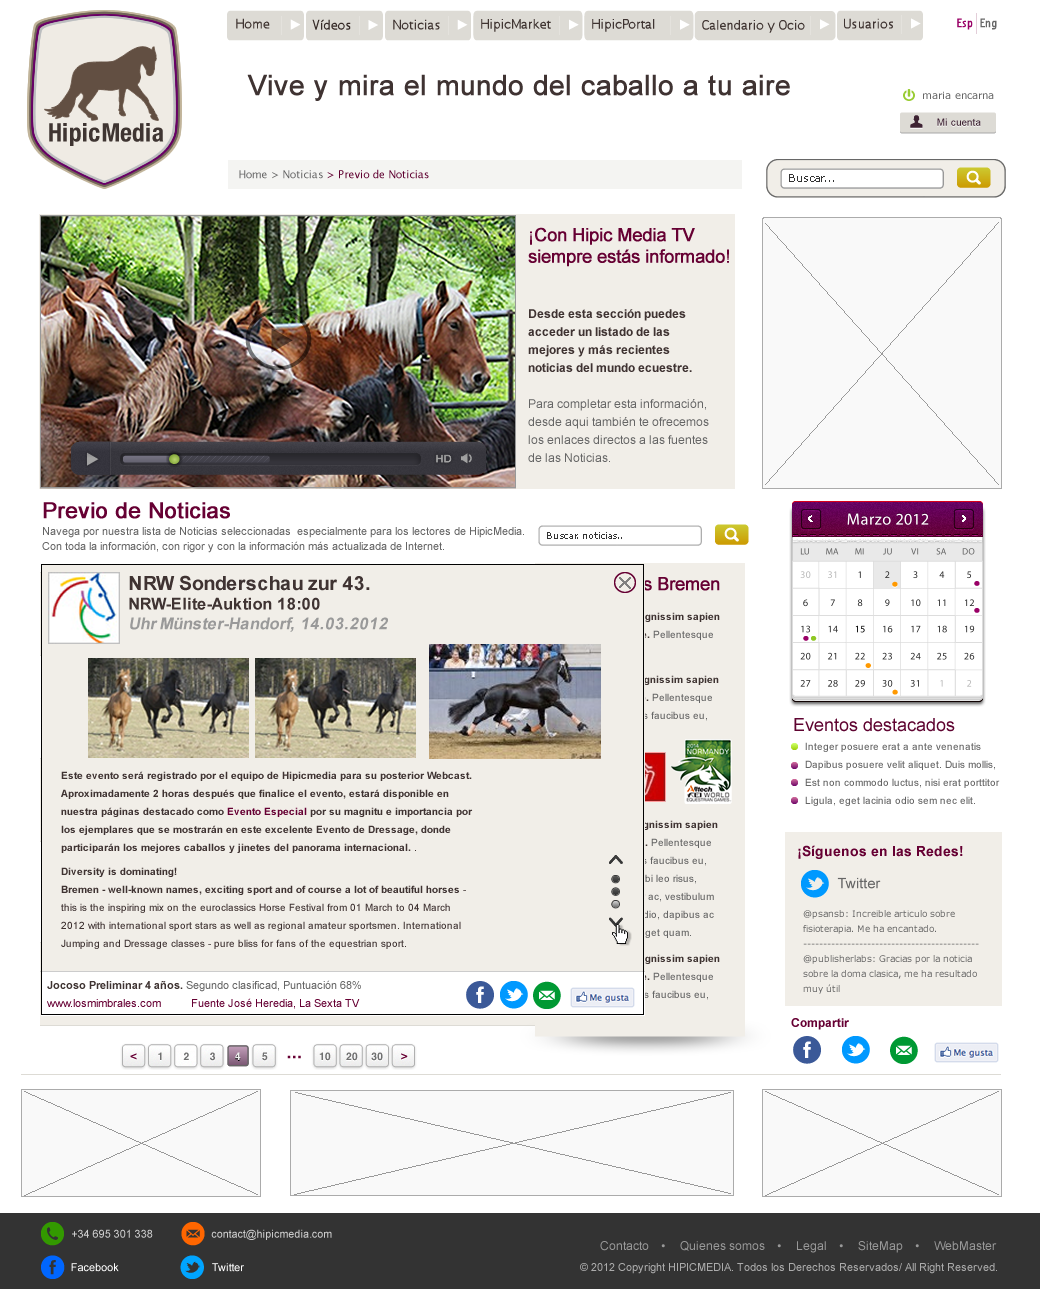 Home
Vídeos
Noticias
HipicMarket
HipicPortal
Calendario y Ocio
Usuarios
Esp
Eng
HipicMedia
Vive y mira el mundo del caballo a tu aire
maria encarna
Mi cuenta
Home > Noticias > Previo de Noticias
Buscar...
¡Con Hipic Media TV
siempre estás informado!
Desde esta sección puedes
acceder un listado de las
mejores y más recientes
noticias del mundo ecuestre.
Para completar esta información,
desde aqui también te ofrecemos
los enlaces directos a las fuentes
de las Noticias.
HD
Previo de Noticias
Navega por nuestra lista de Noticias seleccionadas especialmente para los lectores de HipicMedia.
Con toda la información, con rigor y con la información más actualizada de Internet.
Buscar noticias..
NRW Sonderschau zur 43.
NRW-Elite-Auktion 18:00
Uhr Münster-Handorf, 14.03.2012
Este evento será registrado por el equipo de Hipicmedia para su posterior Webcast.
Aproximadamente 2 horas después que finalice el evento, estará disponible en
nuestra páginas destacado como Evento Especial por su magnitu e importancia por
los ejemplares que se mostrarán en este excelente Evento de Dressage, donde
participarán los mejores caballos y jinetes del panorama internacional. .
Diversity is dominating!
Bremen - well-known names, exciting sport and of course a lot of beautiful horses -
this is the inspiring mix on the euroclassics Horse Festival from 01 March to 04 March
2012 with international sport stars as well as regional amateur sportsmen. International
Jumping and Dressage classes - pure bliss for fans of the equestrian sport.
Jocoso Preliminar 4 años. Segundo clasificad, Puntuación 68%
www.losmimbrales.com
Fuente José Heredia, La Sexta TV
Me gusta
s Bremen
gnissim sapien
e. Pellentesque
gnissim sapien
. Pellentesque
s faucibus eu,
2014
NORMANDY
Alltech
FEI WORLD
EQUESTRIAN GAMES
gnissim sapien
. Pellentesque
s faucibus eu,
bi leo risus,
ac, vestibulum
dio, dapibus ac
get quam.
gnissim sapien
e. Pellentesque
s faucibus eu,
< 1 2 3 4 5 ... 10 20 30 >
Marzo 2012
LU MA MI JU VI SA DO
30 31 1 2 3 4 5
6 7 8 9 10 11 12
13 14 15 16 17 18 19
20 21 22 23 24 25 26
27 28 29 30 31 1 2
Eventos destacados
Integer posuere erat a ante venenatis
Dapibus posuere velit aliquet. Duis mollis,
Est non commodo luctus, nisi erat porttitor
Ligula, eget lacinia odio sem nec elit.
¡Síguenos en las Redes!
Twitter
@psansb: Increible articulo sobre
fisioterapia. Me ha encantado.
@publisherlabs: Gracias por la noticia
sobre la doma clasica, me ha resultado
muy útil
Compartir
Me gusta
+34 695 301 338
contact@hipicmedia.com
Facebook
Twitter
Contacto • Quienes somos • Legal • SiteMap • WebMaster
© 2012 Copyright HIPICMEDIA. Todos los Derechos Reservados/ All Right Reserved.